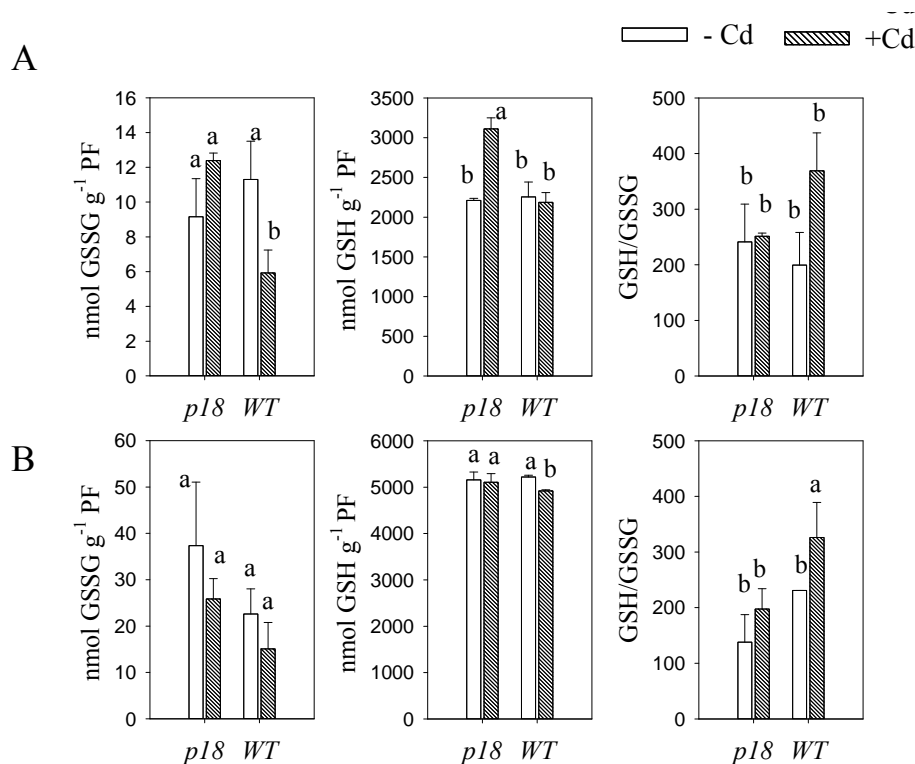 - Cd
+Cd
A
16
14
12
10
8
6
4
2
0
nmol GSSG g⁻¹ PF
a a a b
p18 WT
3500
3000
2500
2000
1500
1000
500
0
nmol GSH g⁻¹ PF
b a b b
p18 WT
500
400
300
200
100
0
GSH/GSSG
b b b b
p18 WT
B
60
50
40
30
20
10
0
nmol GSSG g⁻¹ PF
a a a a
p18 WT
6000
5000
4000
3000
2000
1000
0
nmol GSH g⁻¹ PF
a a a b
p18 WT
500
400
300
200
100
0
GSH/GSSG
b b b a
p18 WT